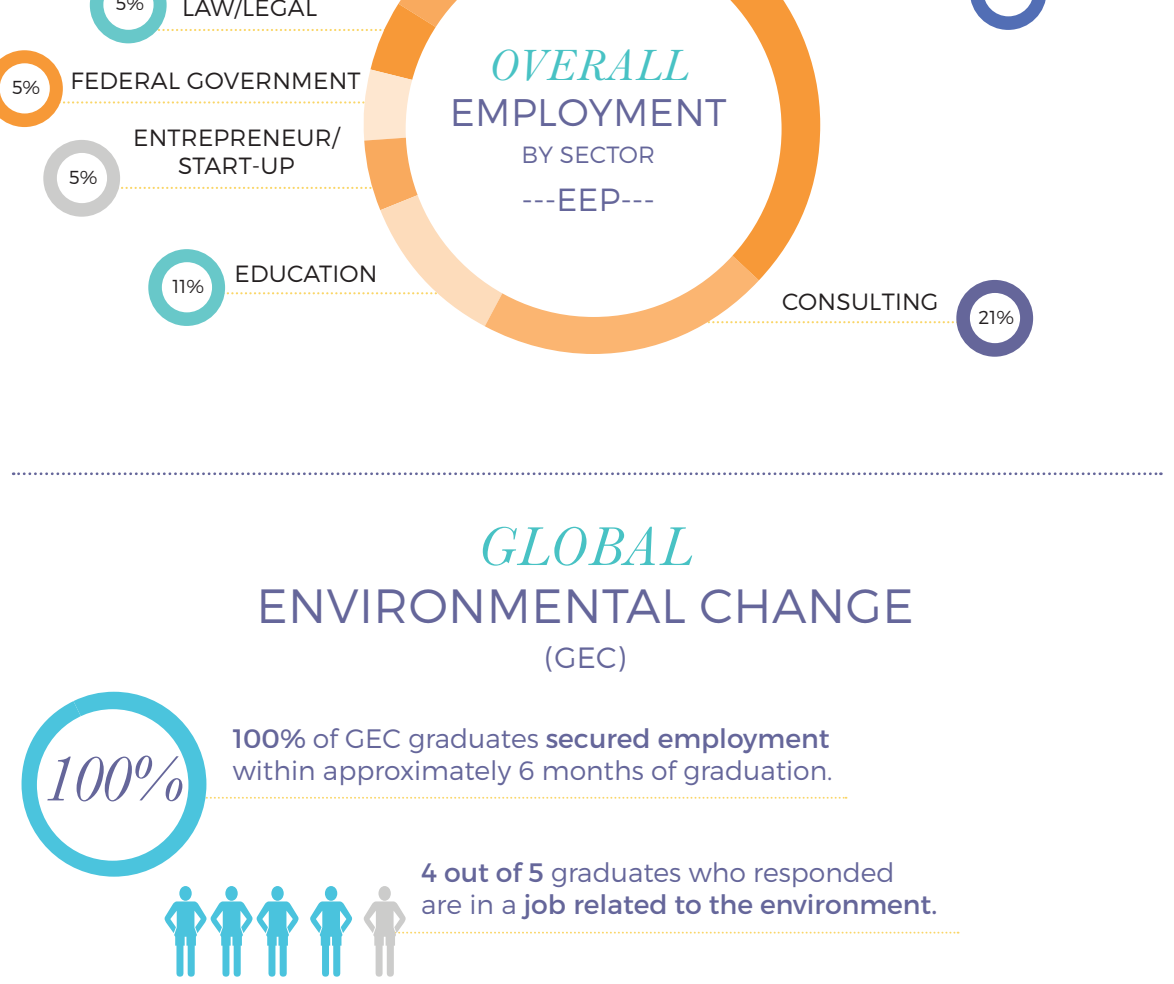 5%
LAW/LEGAL
5%
FEDERAL GOVERNMENT
ENTREPRENEUR/
START-UP
5%
11%
EDUCATION
OVERALL
EMPLOYMENT
BY SECTOR
---EEP---
CONSULTING
21%
GLOBAL
ENVIRONMENTAL CHANGE
(GEC)
100%
100% of GEC graduates secured employment
within approximately 6 months of graduation.
4 out of 5 graduates who responded
are in a job related to the environment.